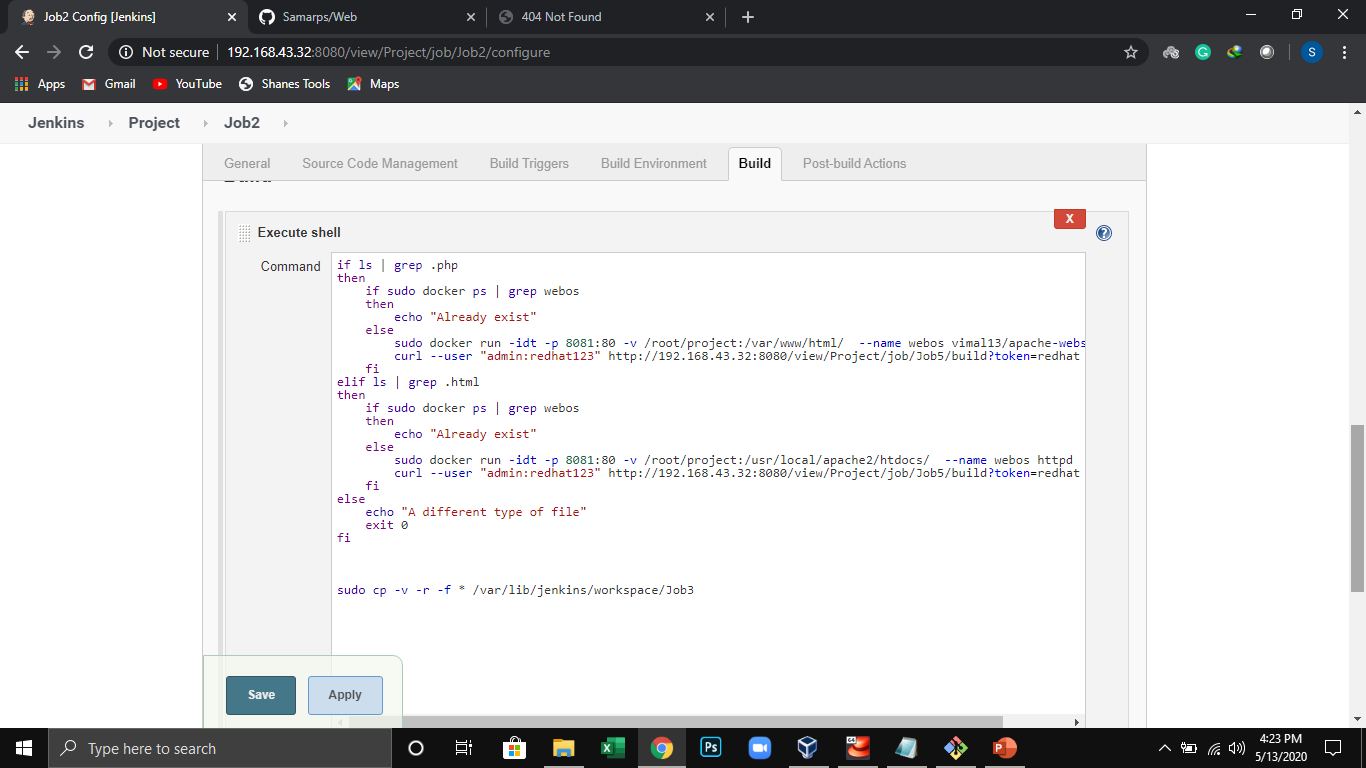 Job2 Config [Jenkins]
Samarps/Web
404 Not Found
Not secure
192.168.43.32:8080/view/Project/job/Job2/configure
S
Apps
Gmail
YouTube
Shanes Tools
Maps
Jenkins
Project
Job2
General
Source Code Management
Build Triggers
Build Environment
Build
Post-build Actions
Build
X
?
Execute shell
Command
if ls | grep .php
then
    if sudo docker ps | grep webos
    then
        echo "Already exist"
    else
        sudo docker run -idt -p 8081:80 -v /root/project:/var/www/html/  --name webos vimal13/apache-webs
        curl --user "admin:redhat123" http://192.168.43.32:8080/view/Project/job/Job5/build?token=redhat
    fi
elif ls | grep .html
then
    if sudo docker ps | grep webos
    then
        echo "Already exist"
    else
        sudo docker run -idt -p 8081:80 -v /root/project:/usr/local/apache2/htdocs/  --name webos httpd
        curl --user "admin:redhat123" http://192.168.43.32:8080/view/Project/job/Job5/build?token=redhat
    fi
else
    echo "A different type of file"
    exit 0
fi
sudo cp -v -r -f * /var/lib/jenkins/workspace/Job3
Save
Apply
Type here to search
Ps
4:23 PM
5/13/2020